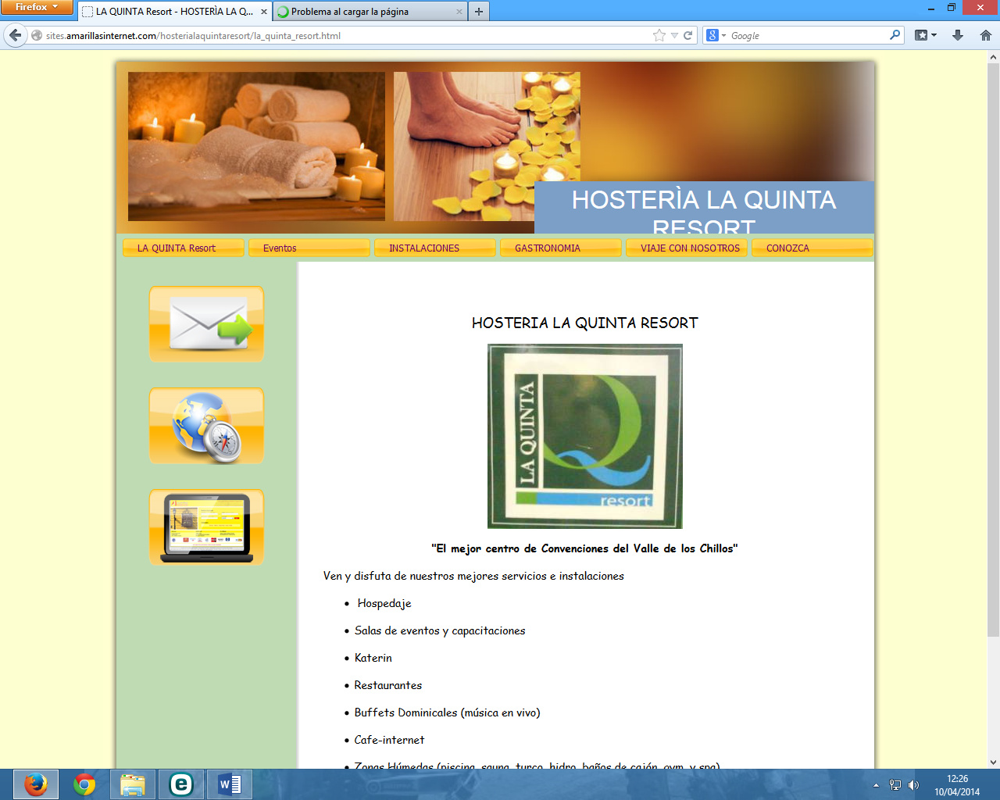 Firefox
LA QUINTA Resort - HOSTERÌA LA Q...
Problema al cargar la página
sites.amarillasinternet.com/hosterialaquintaresort/la_quinta_resort.html
Google
HOSTERÌA LA QUINTA
RESORT
LA QUINTA Resort
Eventos
INSTALACIONES
GASTRONOMIA
VIAJE CON NOSOTROS
CONOZCA
HOSTERIA LA QUINTA RESORT
LA QUINTA
resort
"El mejor centro de Convenciones del Valle de los Chillos"
Ven y disfuta de nuestros mejores servicios e instalaciones
• Hospedaje
• Salas de eventos y capacitaciones
• Katerin
• Restaurantes
• Buffets Dominicales (música en vivo)
• Cafe-internet
• Zonas Húmedas (piscina, sauna, turco, hidro, baños de cajón, gym, y spa)
12:26
10/04/2014